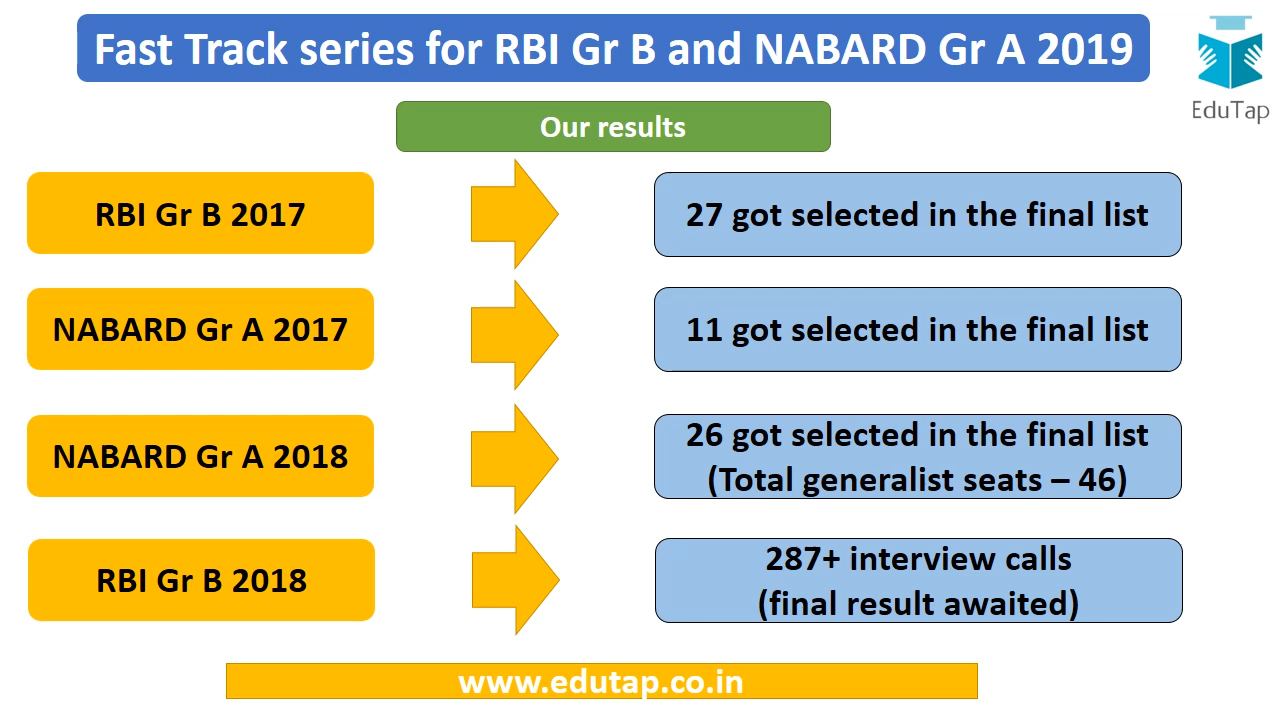 Fast Track series for RBI Gr B and NABARD Gr A 2019
EduTap
Our results
RBI Gr B 2017
27 got selected in the final list
NABARD Gr A 2017
11 got selected in the final list
NABARD Gr A 2018
26 got selected in the final list
(Total generalist seats – 46)
RBI Gr B 2018
287+ interview calls
(final result awaited)
www.edutap.co.in